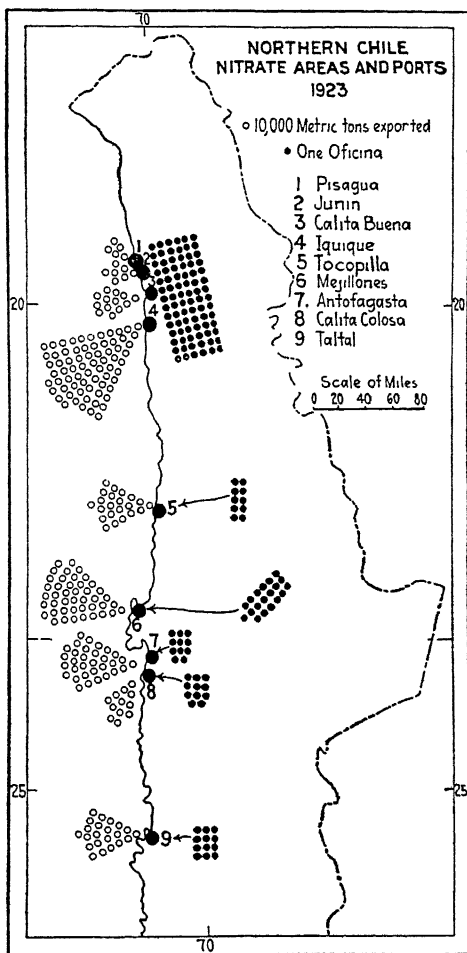 70
NORTHERN CHILE
NITRATE AREAS AND PORTS
1923
10,000 Metric tons exported
One Oficina
1 Pisagua
2 Junin
3 Calita Buena
4 Iquique
5 Tocopilla
6 Mejillones
7. Antofagasta
8 Calita Colosa
9 Taltal
Scale of Miles
0 20 40 60 80
1
2
3
4
20
20
5
6
7
8
25
25
9
70